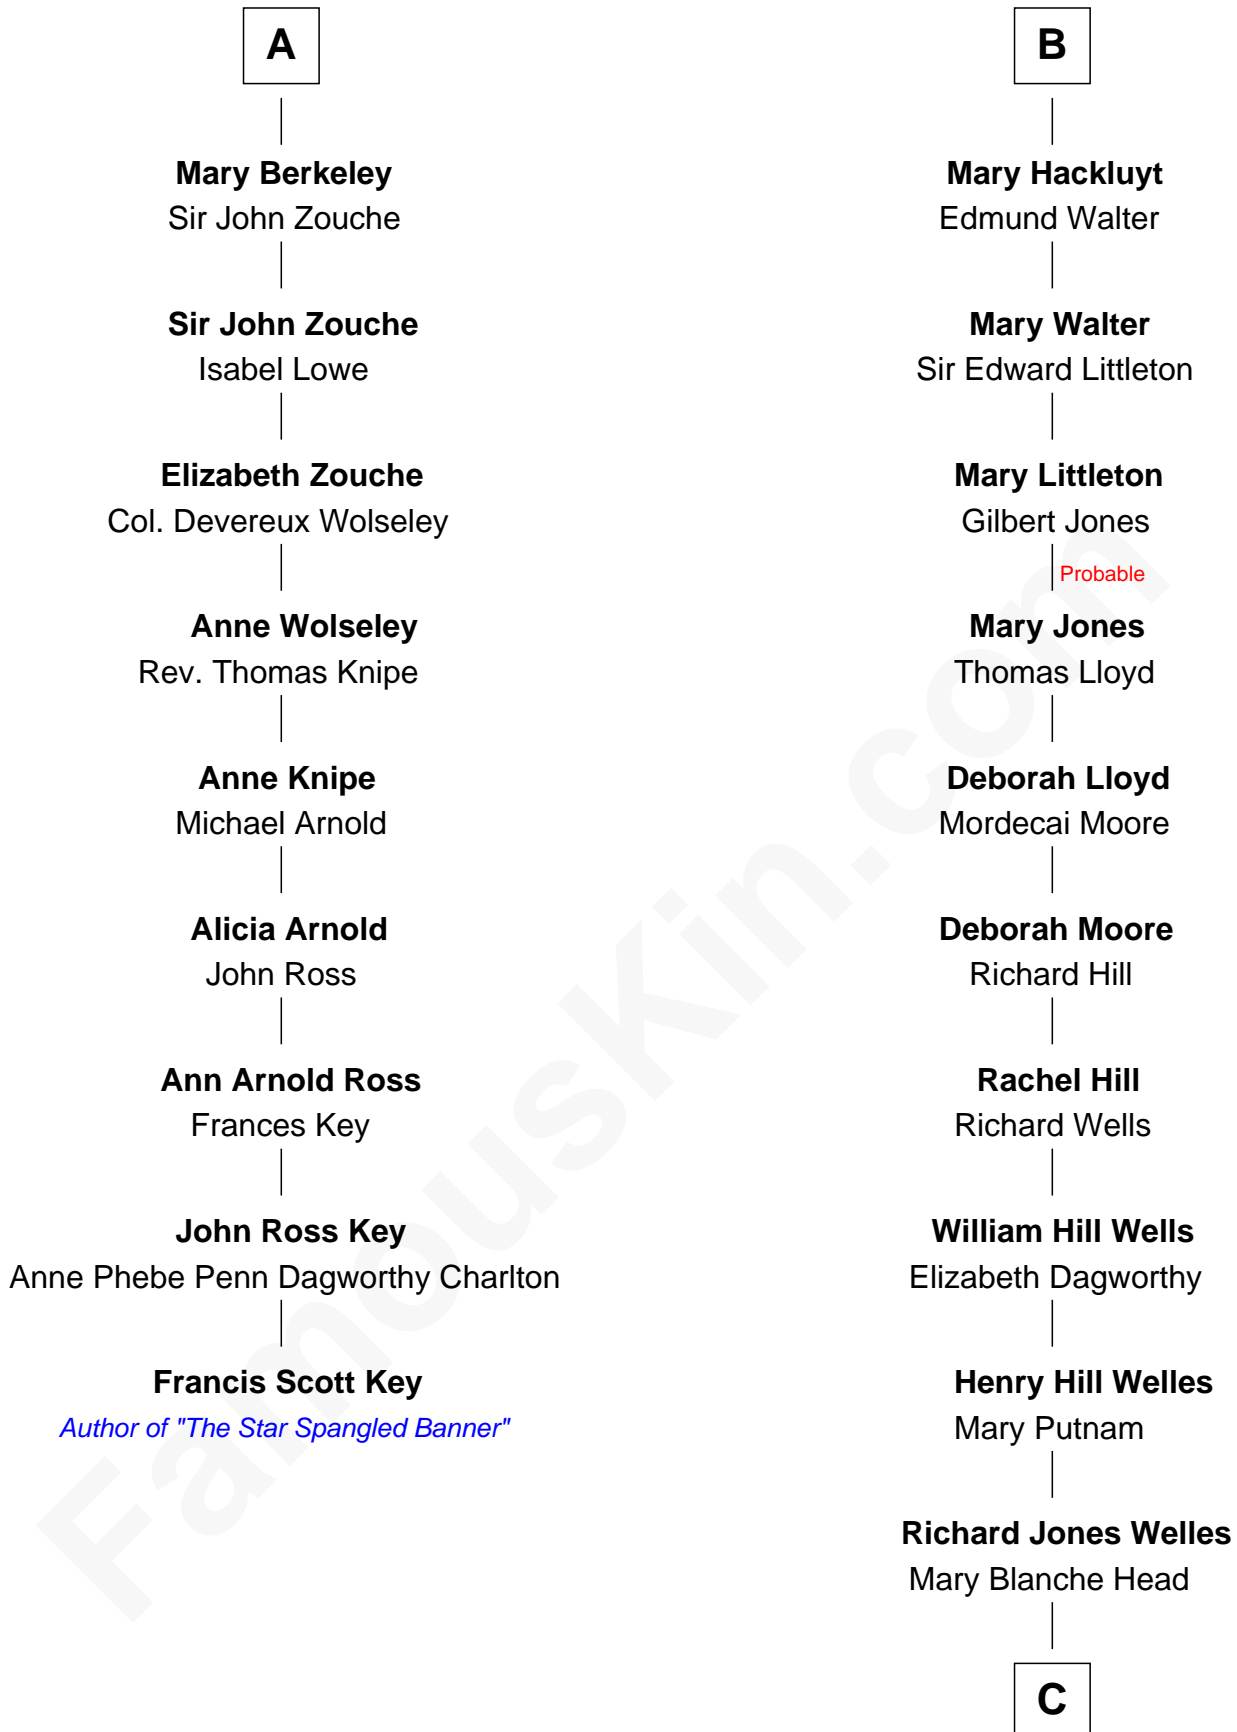 A
Mary Berkeley
Sir John Zouche
Sir John Zouche
Isabel Lowe
Elizabeth Zouche
Col. Devereux Wolseley
Anne Wolseley
Rev. Thomas Knipe
Anne Knipe
Michael Arnold
Alicia Arnold
John Ross
Ann Arnold Ross
Frances Key
John Ross Key
Anne Phebe Penn Dagworthy Charlton
Francis Scott Key
Author of "The Star Spangled Banner"
B
Mary Hackluyt
Edmund Walter
Mary Walter
Sir Edward Littleton
Mary Littleton
Gilbert Jones
Probable
Mary Jones
Thomas Lloyd
Deborah Lloyd
Mordecai Moore
Deborah Moore
Richard Hill
Rachel Hill
Richard Wells
William Hill Wells
Elizabeth Dagworthy
Henry Hill Welles
Mary Putnam
Richard Jones Welles
Mary Blanche Head
C
FamousKin.com